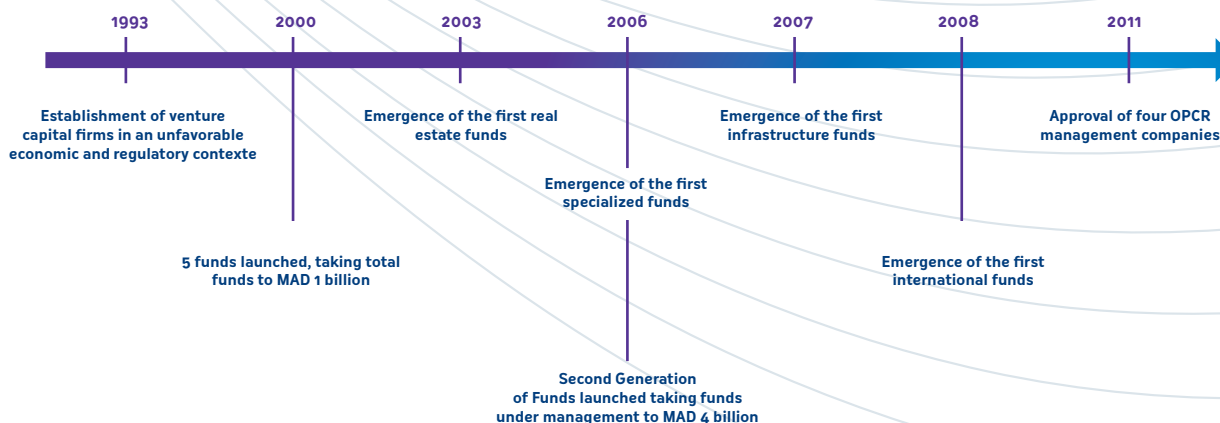 1993
2000
2003
2006
2007
2008
2011
Establishment of venture
capital firms in an unfavorable
economic and regulatory contexte
Emergence of the first real
estate funds
Emergence of the first
infrastructure funds
Approval of four OPCR
management companies
Emergence of the first
specialized funds
5 funds launched, taking total
funds to MAD 1 billion
Emergence of the first
international funds
Second Generation
of Funds launched taking funds
under management to MAD 4 billion